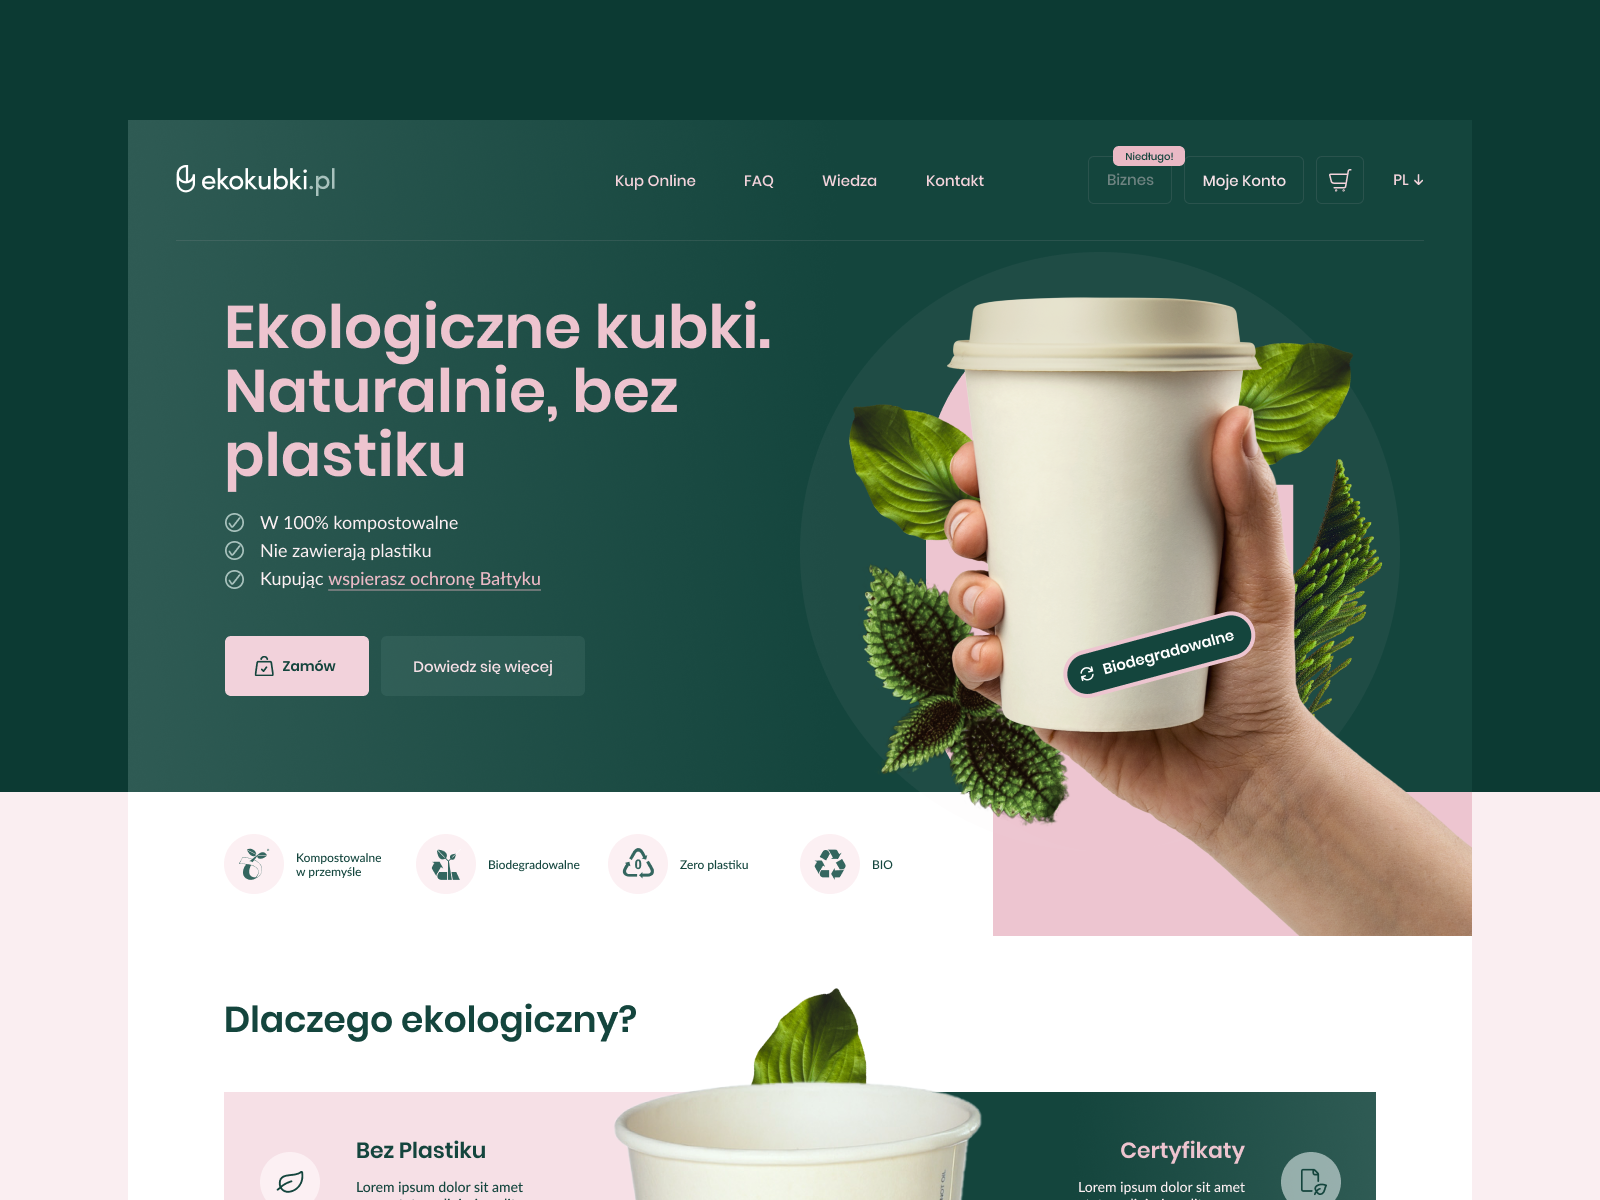 ekokubki.pl
Kup Online
FAQ
Wiedza
Kontakt
Niedługo!
Biznes
Moje Konto
PL
Ekologiczne kubki.
Naturalnie, bez
plastiku
W 100% kompostowalne
Nie zawierają plastiku
Kupując wspierasz ochronę Bałtyku
Zamów
Dowiedz się więcej
Biodegradowalne
Kompostowalne
w przemyśle
Biodegradowalne
0
Zero plastiku
BIO
Dlaczego ekologiczny?
Bez Plastiku
Lorem ipsum dolor sit amet
Certyfikaty
Lorem ipsum dolor sit amet